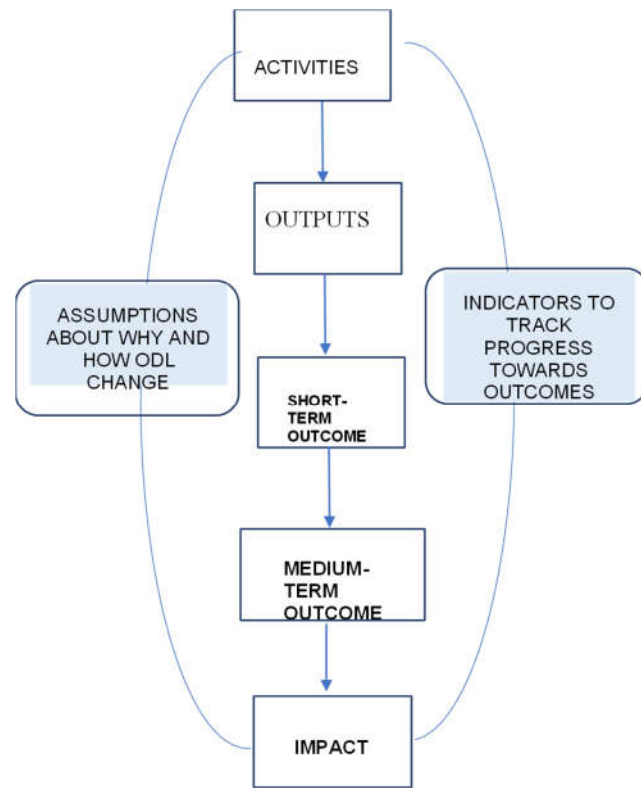 ACTIVITIES
OUTPUTS
ASSUMPTIONS
ABOUT WHY AND
HOW ODL
CHANGE
INDICATORS TO
TRACK
PROGRESS
TOWARDS
OUTCOMES
SHORT-
TERM
OUTCOME
MEDIUM-
TERM
OUTCOME
IMPACT